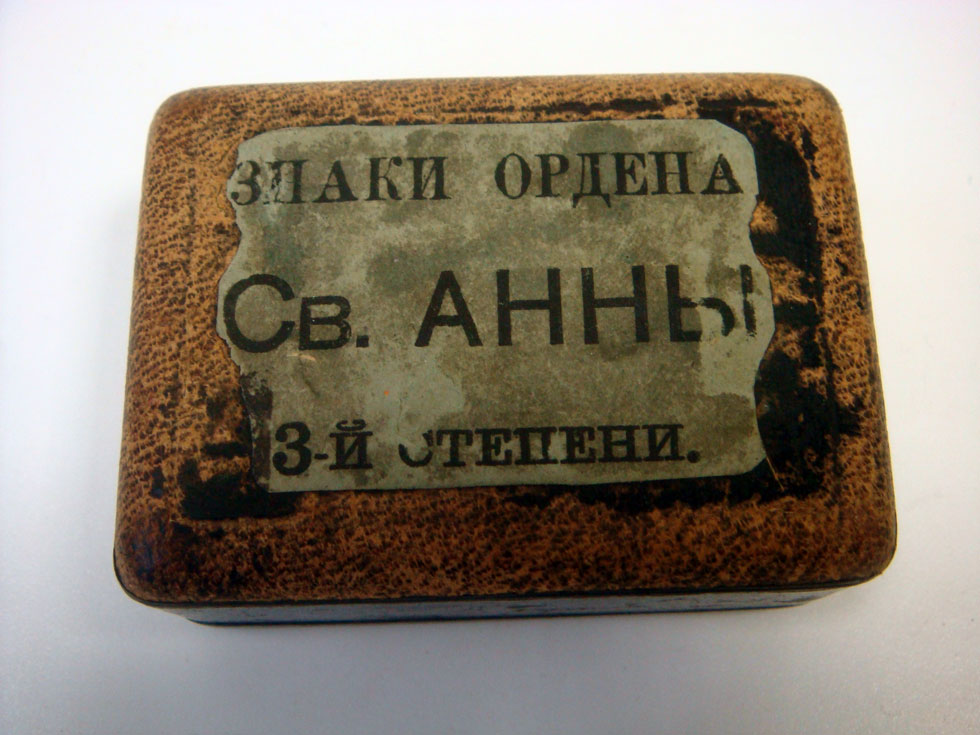 ЗНАКИ ОРДЕНА
Св. АННЫ
3-й СТЕПЕНИ.